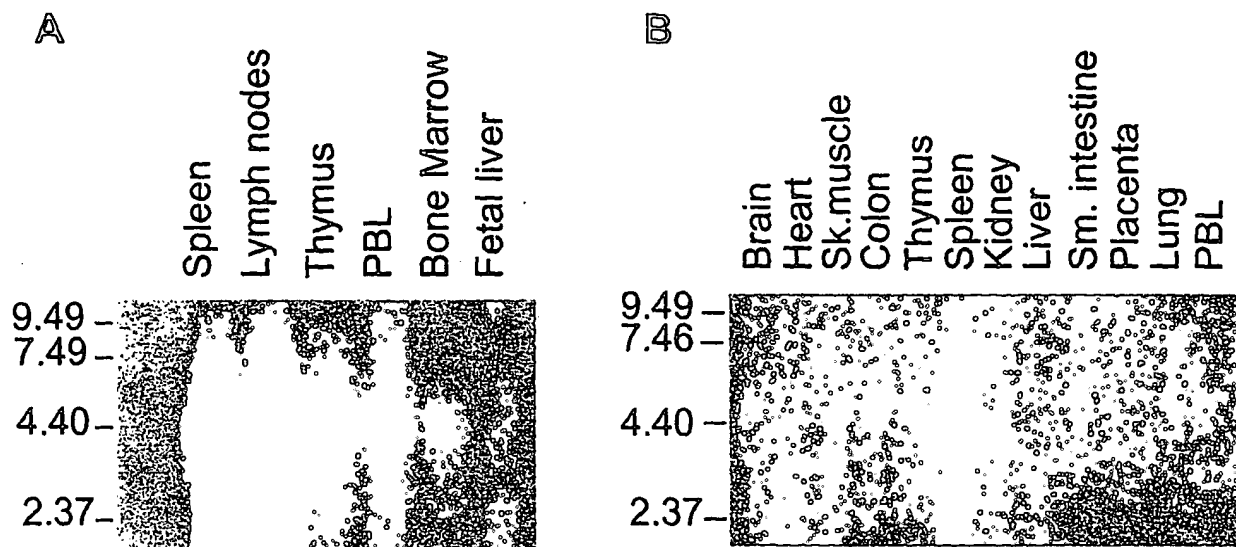 A
Spleen
Lymph nodes
Thymus
PBL
Bone Marrow
Fetal liver
9.49
7.49
4.40
2.37
B
Brain
Heart
Sk.muscle
Colon
Thymus
Spleen
Kidney
Liver
Sm. intestine
Placenta
Lung
PBL
9.49
7.46
4.40
2.37